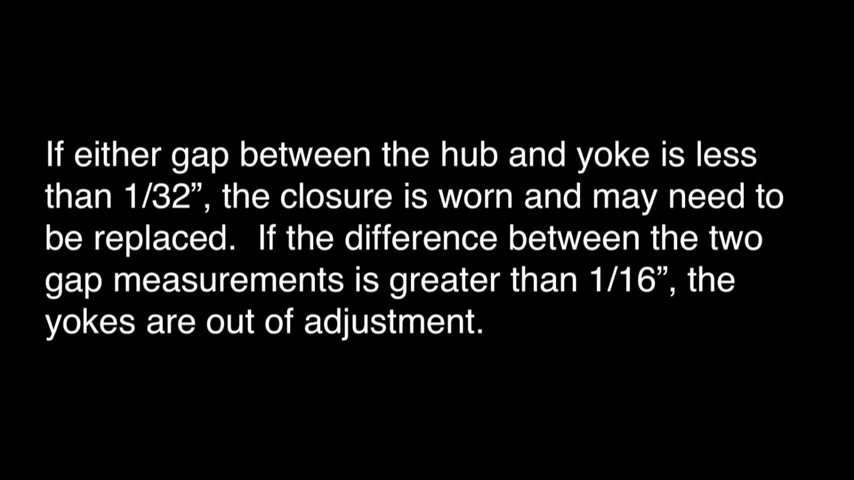 If either gap between the hub and yoke is less
than 1/32”, the closure is worn and may need to
be replaced.  If the difference between the two
gap measurements is greater than 1/16”, the
yokes are out of adjustment.